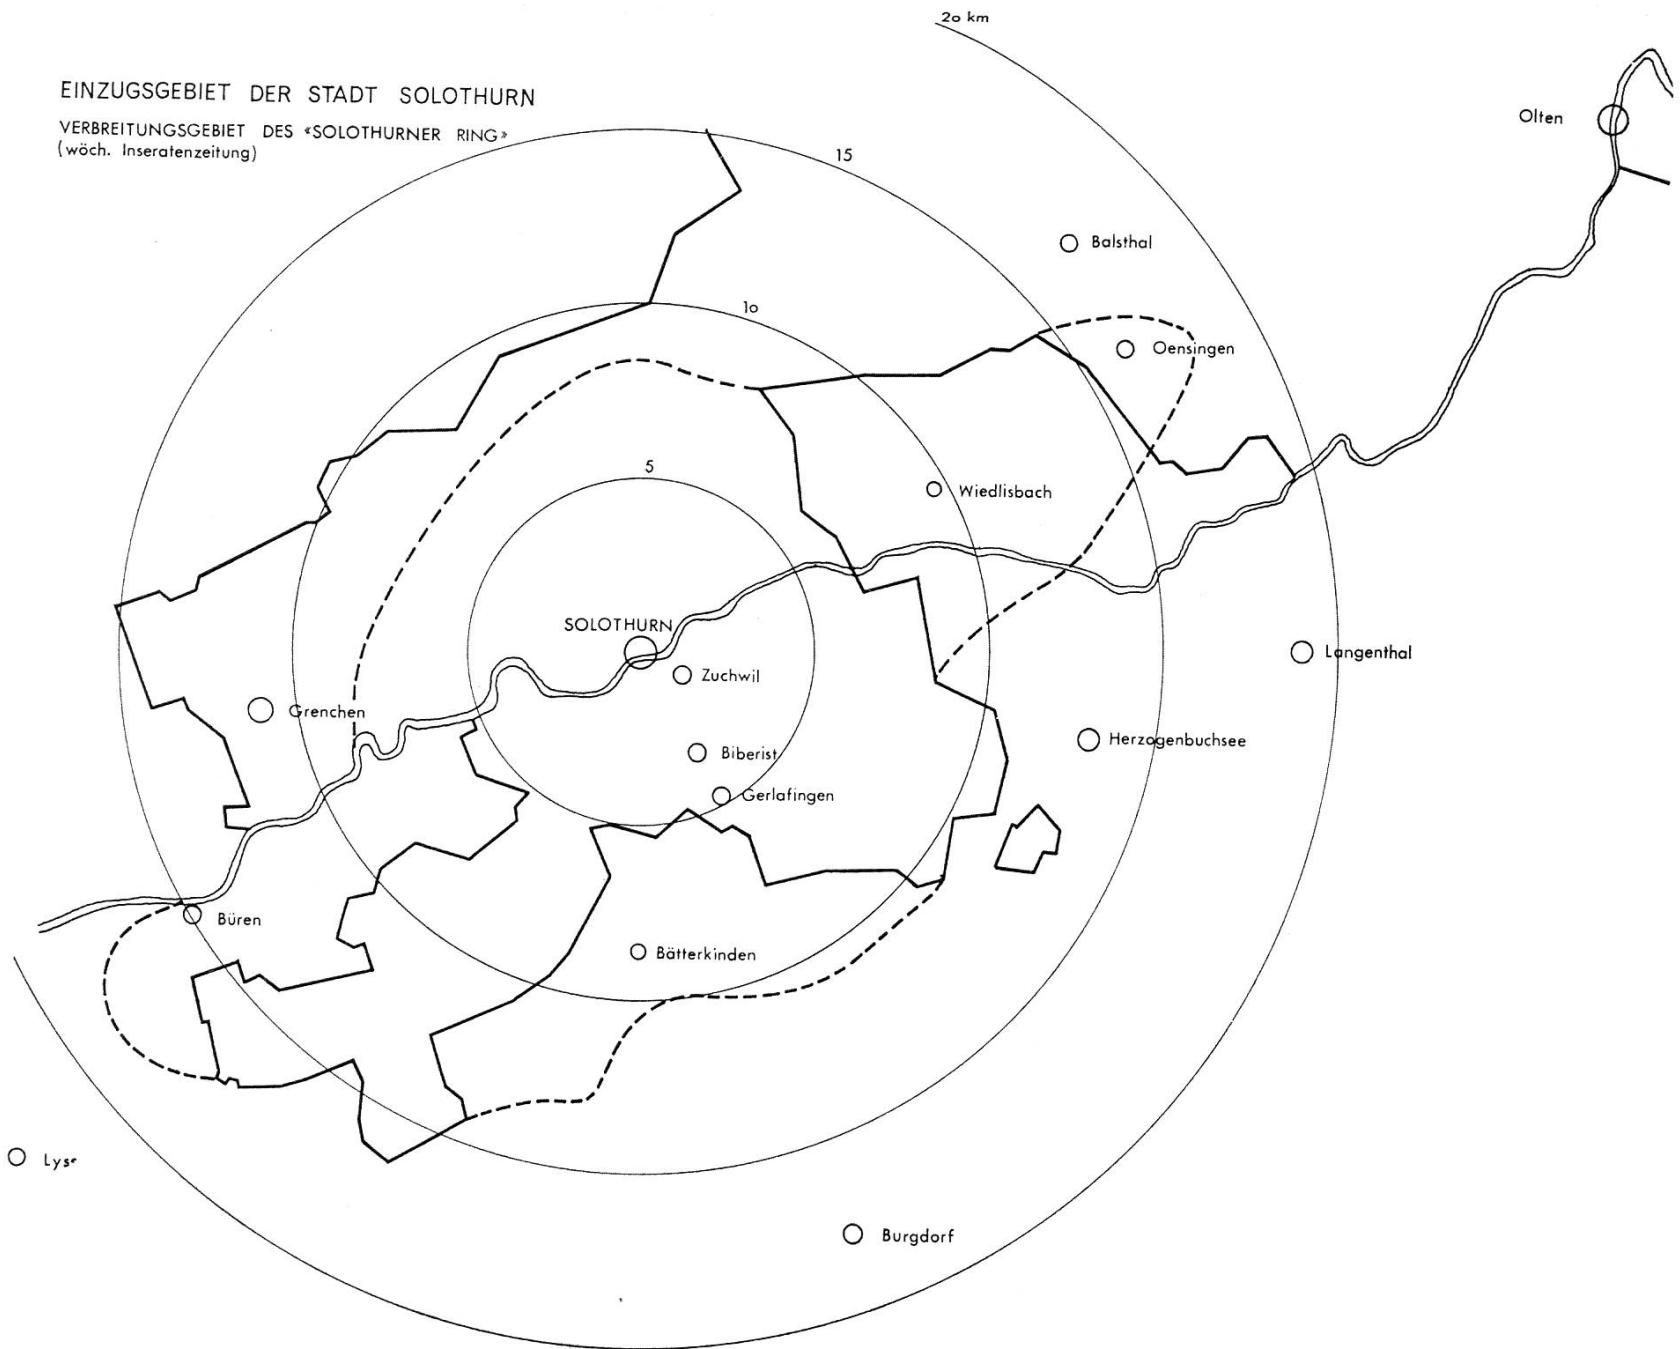 2o km
EINZUGSGEBIET DER STADT SOLOTHURN
VERBREITUNGSGEBIET DES «SOLOTHURNER RING»
(wöch. Inseratenzeitung)
Olten
15
Balsthal
1o
Oensingen
5
Wiedlisbach
SOLOTHURN
Zuchwil
Langenthal
Grenchen
Herzogenbuchsee
Biberist
Gerlafingen
Büren
Bätterkinden
Lyss
Burgdorf